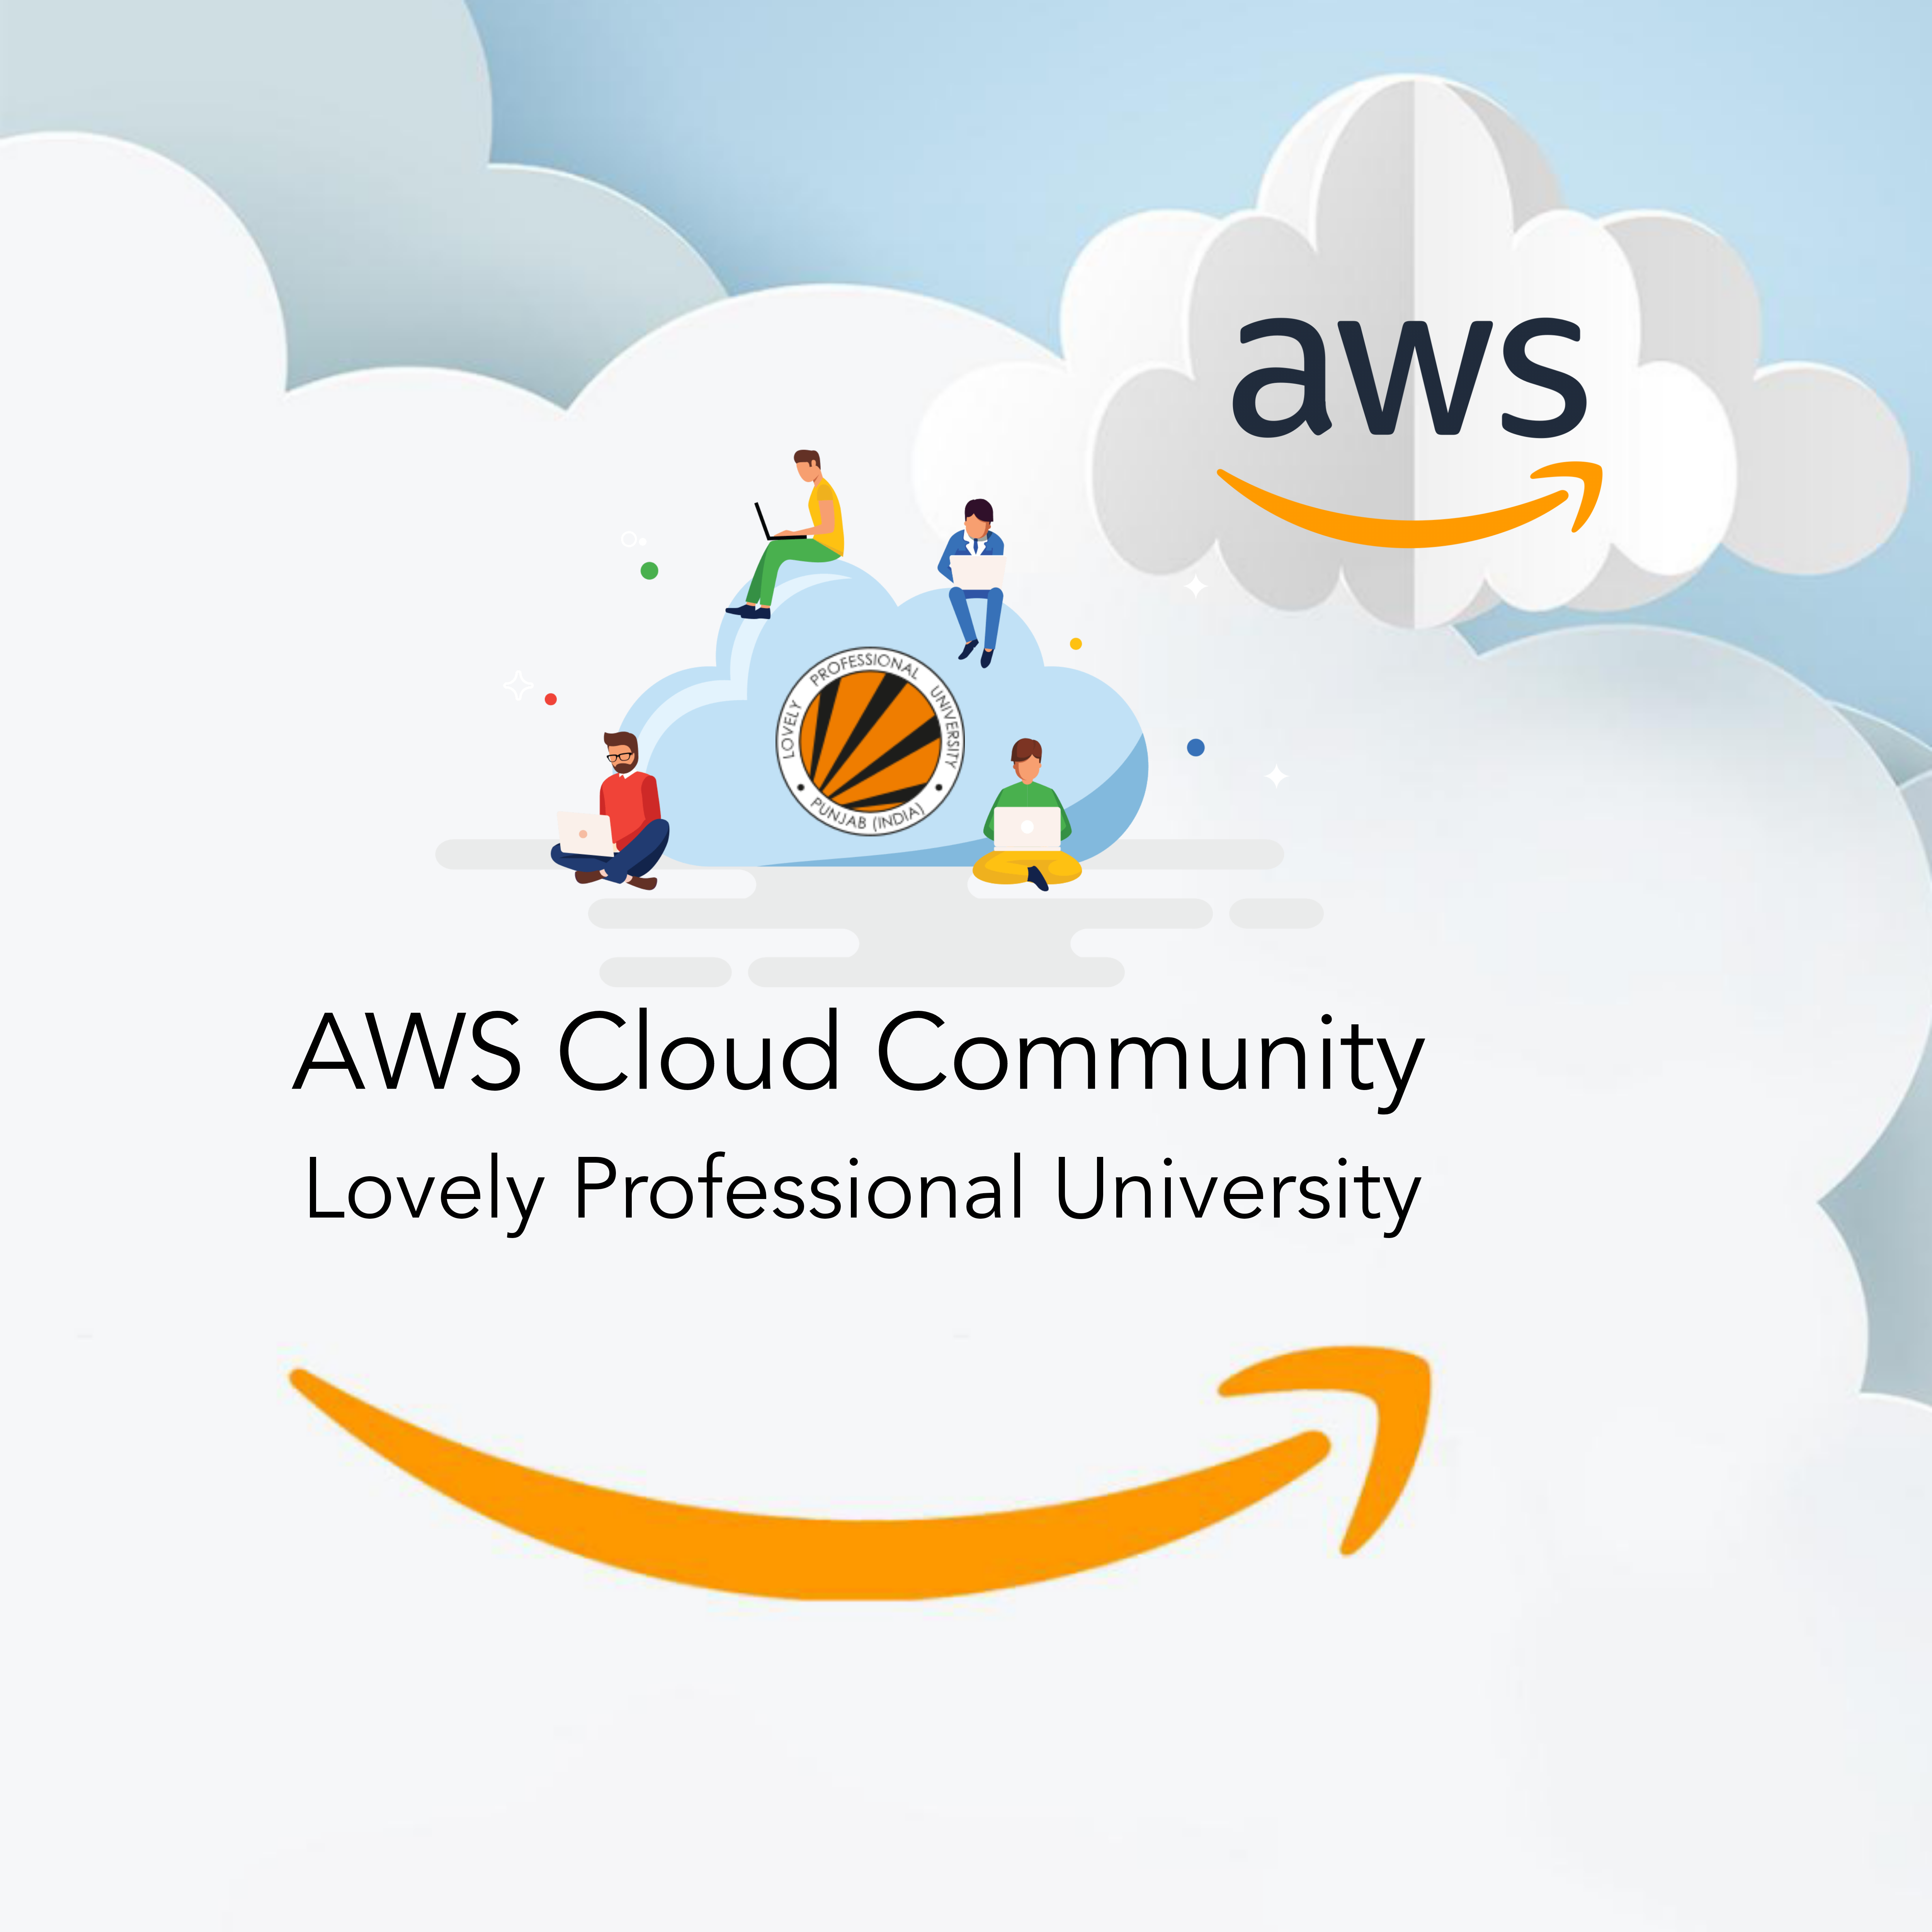 aws
LOVELY PROFESSIONAL UNIVERSITY
PUNJAB (INDIA)
AWS Cloud Community
Lovely Professional University